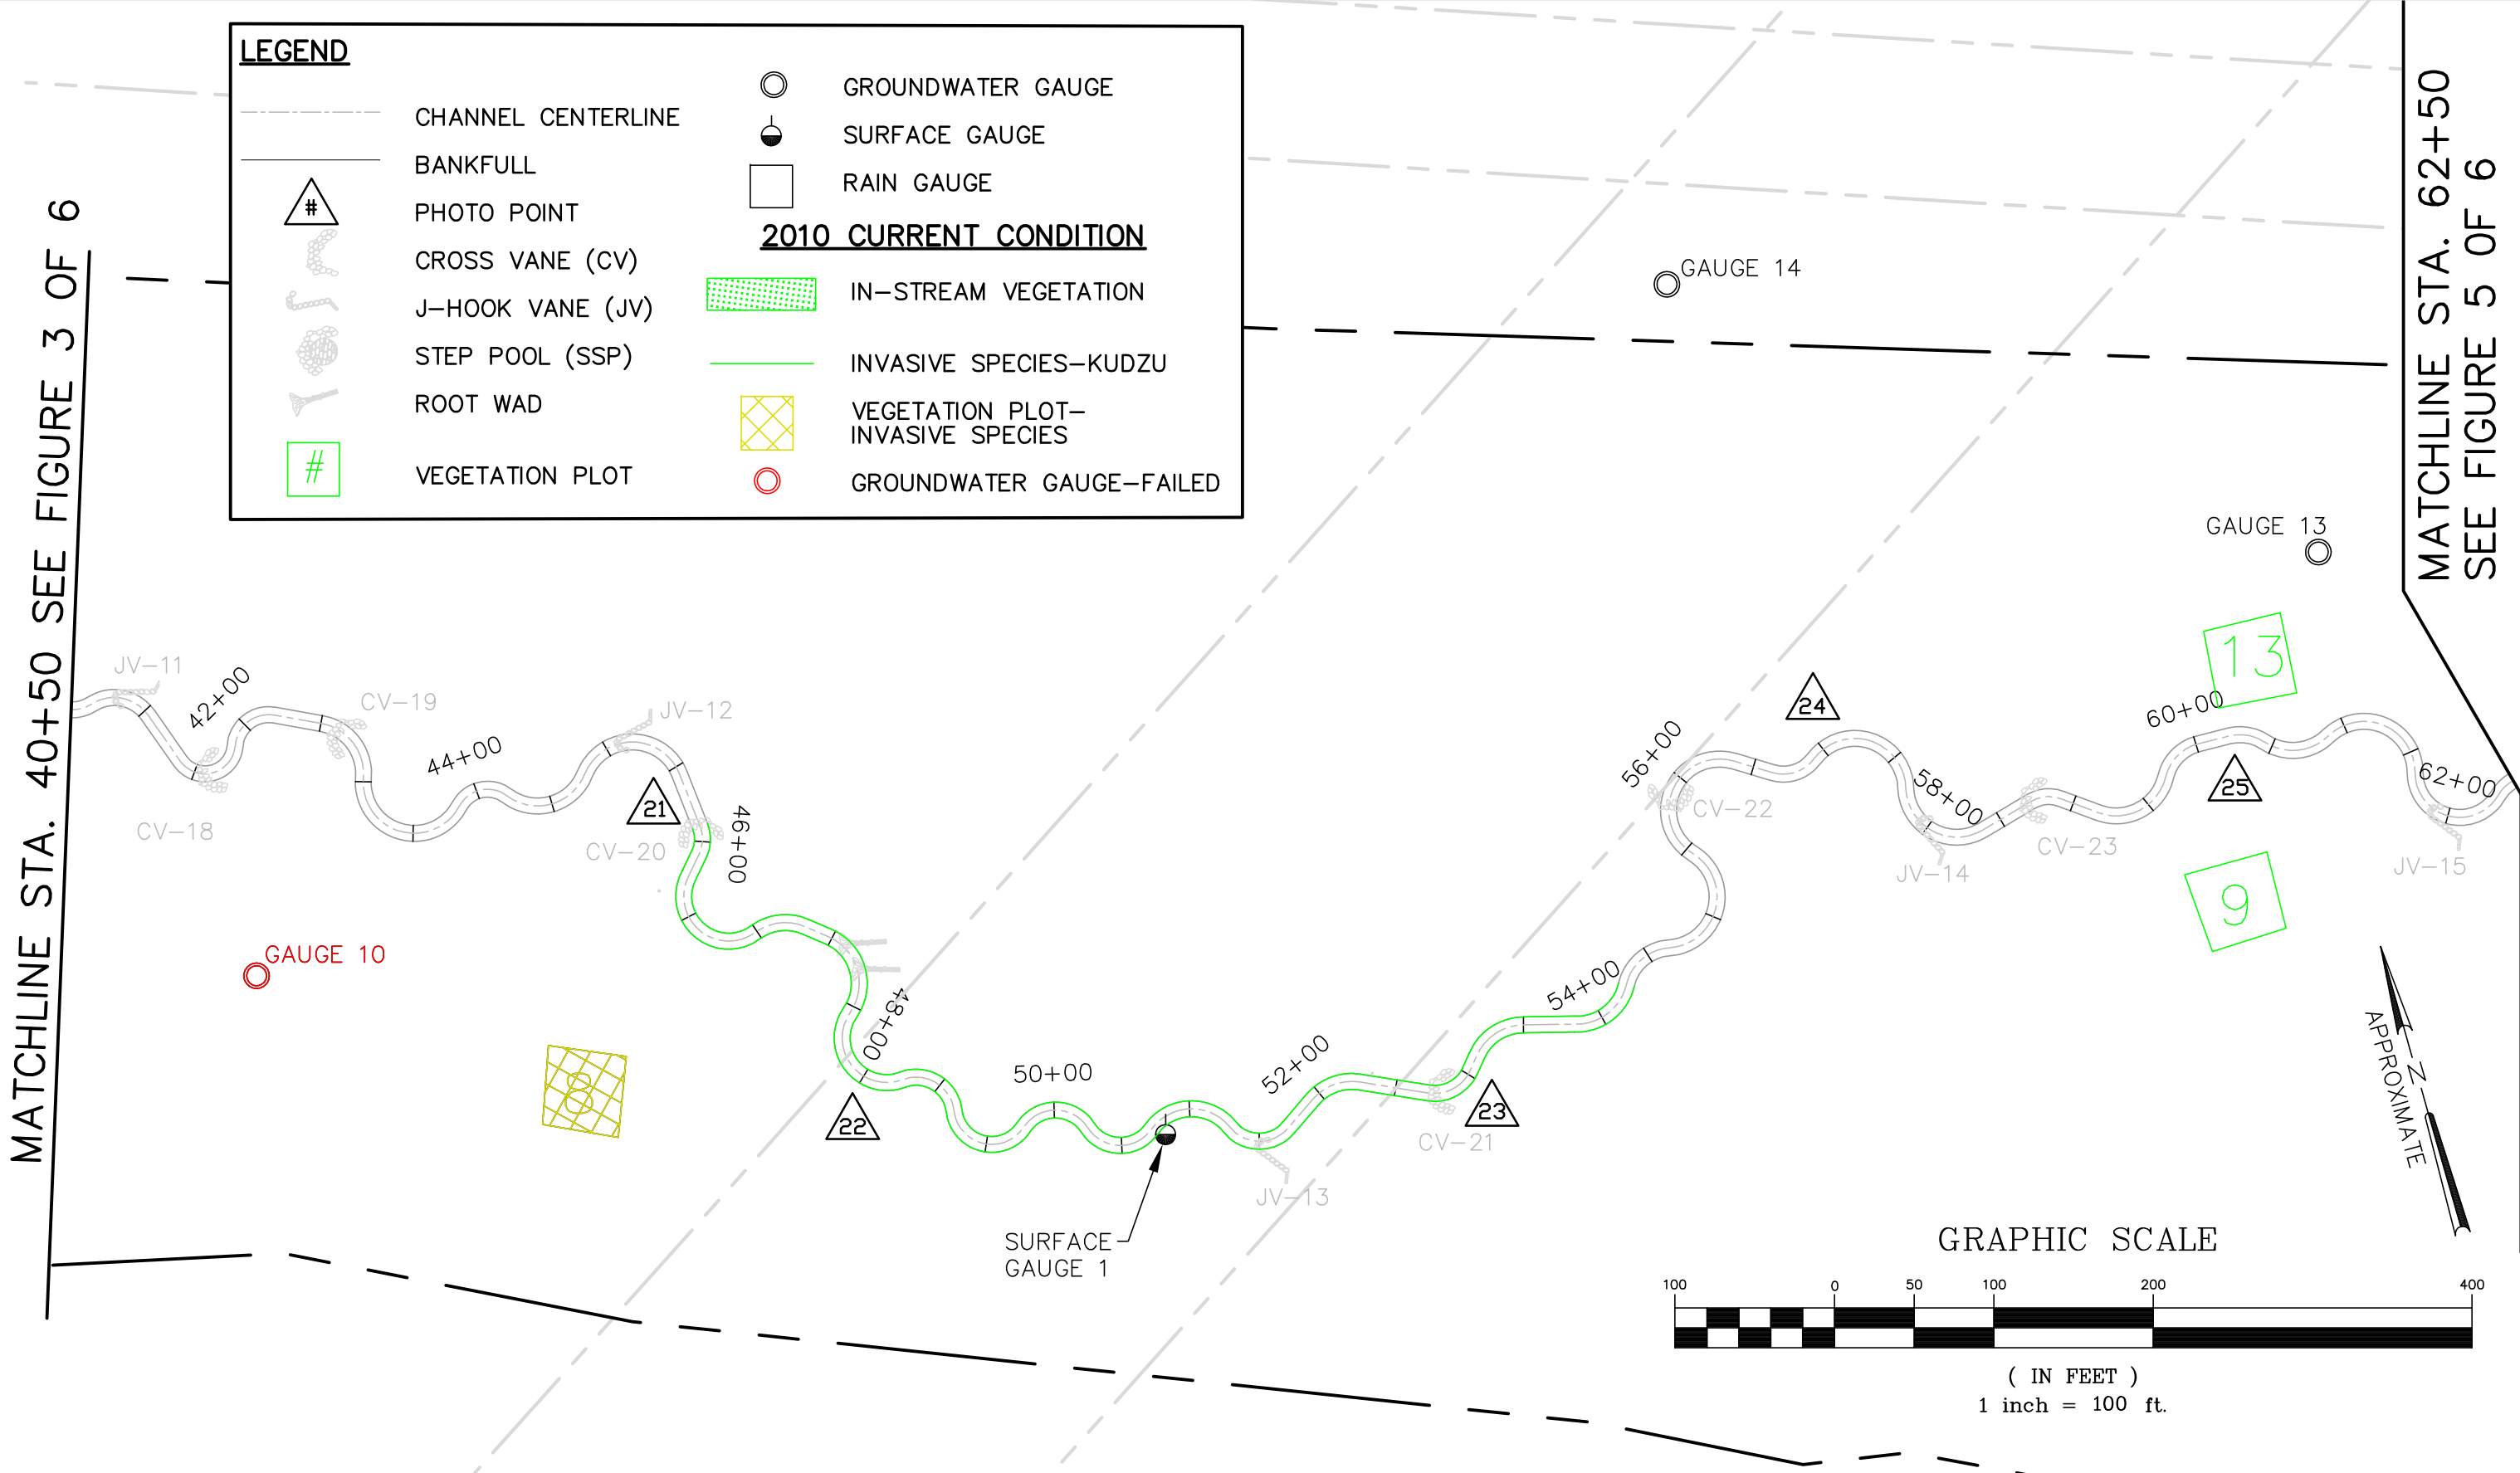 LEGEND
CHANNEL CENTERLINE
BANKFULL
#
PHOTO POINT
CROSS VANE (CV)
J-HOOK VANE (JV)
STEP POOL (SSP)
ROOT WAD
#
VEGETATION PLOT
GROUNDWATER GAUGE
SURFACE GAUGE
RAIN GAUGE
2010 CURRENT CONDITION
IN-STREAM VEGETATION
INVASIVE SPECIES-KUDZU
VEGETATION PLOT-
INVASIVE SPECIES
GROUNDWATER GAUGE-FAILED
MATCHLINE STA. 40+50 SEE FIGURE 3 OF 6
MATCHLINE STA. 62+50
SEE FIGURE 5 OF 6
GAUGE 14
GAUGE 13
13
JV-11
42+00
CV-18
CV-19
44+00
JV-12
21
CV-20
46+00
GAUGE 10
8
48+00
22
50+00
SURFACE
GAUGE 1
52+00
JV-13
CV-21
23
54+00
56+00
CV-22
24
58+00
JV-14
CV-23
60+00
25
62+00
JV-15
9
N
APPROXIMATE
GRAPHIC SCALE
100 0 50 100 200 400
( IN FEET )
1 inch = 100 ft.